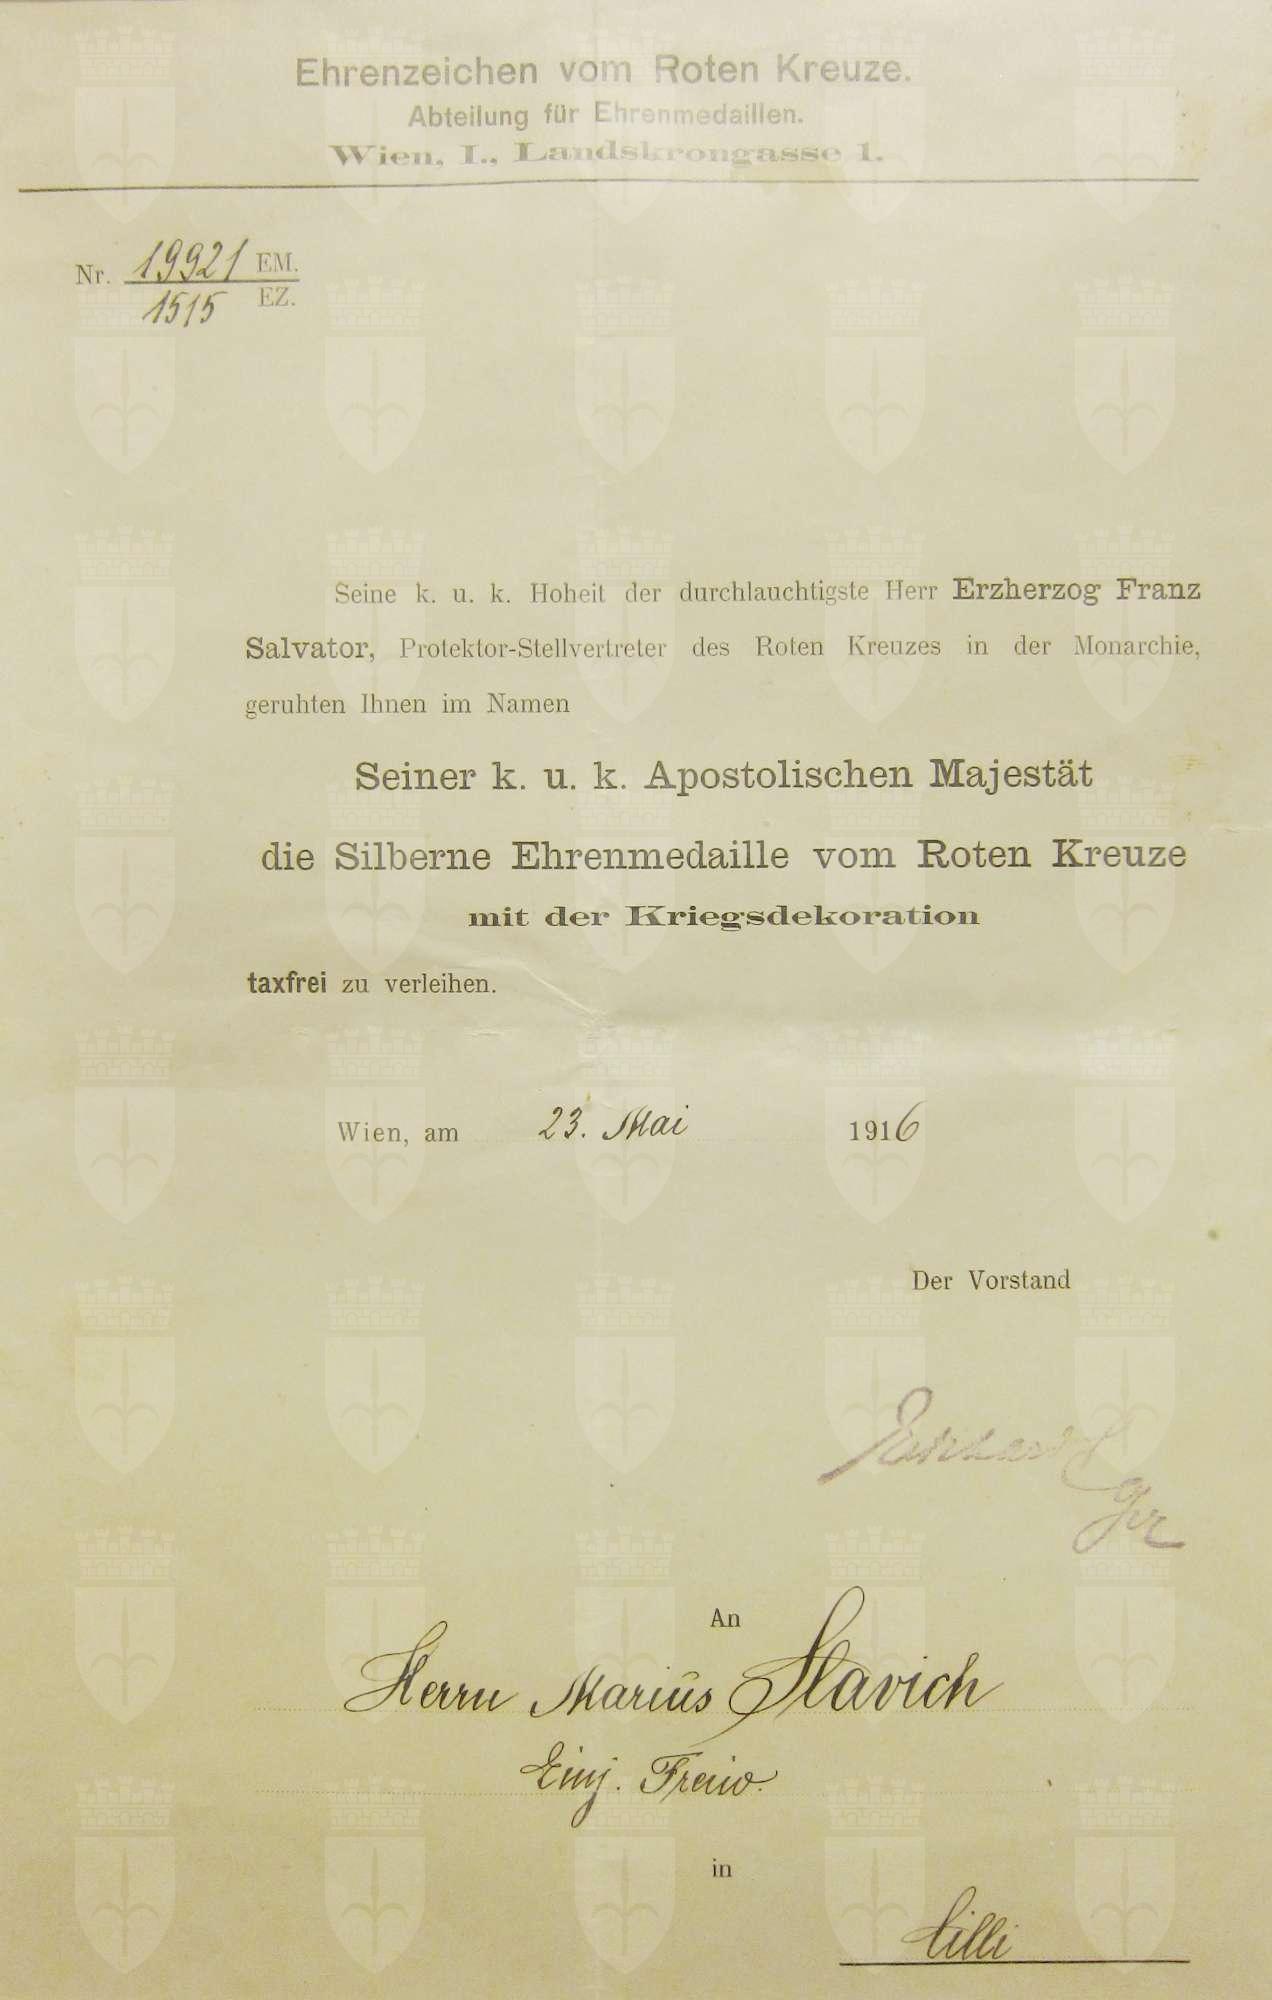 Ehrenzeichen vom Roten Kreuze.
Abteilung für Ehrenmedaillen.
Wien, I., Landskrongasse 1.
Nr. 19921 EM.
1515 EZ.
Seine k. u. k. Hoheit der durchlauchtigste Herr Erzherzog Franz
Salvator, Protektor-Stellvertreter des Roten Kreuzes in der Monarchie,
geruhten Ihnen im Namen
Seiner k. u. k. Apostolischen Majestät
die Silberne Ehrenmedaille vom Roten Kreuze
mit der Kriegsdekoration
taxfrei zu verleihen.
Wien, am 23. Mai 1916
Der Vorstand
An
Herrn Marius Slavich
Einj. Freiw.
in
Cilli